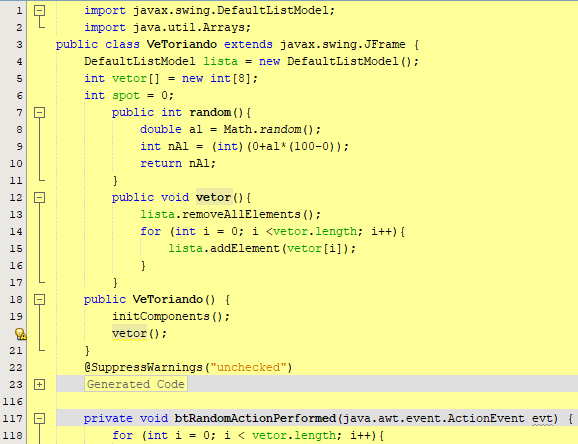 1 import javax.swing.DefaultListModel;
2 import java.util.Arrays;
3 public class VeToriando extends javax.swing.JFrame {
4 DefaultListModel lista = new DefaultListModel();
5 int vetor[] = new int[8];
6 int spot = 0;
7 public int random(){
8 double al = Math.random();
9 int nAl = (int)(0+al*(100-0));
10 return nAl;
11 }
12 public void vetor(){
13 lista.removeAllElements();
14 for (int i = 0; i <vetor.length; i++){
15 lista.addElement(vetor[i]);
16 }
17 }
18 public VeToriando() {
19 initComponents();
vetor();
21 }
22 @SuppressWarnings("unchecked")
23 Generated Code
116
117 private void btRandomActionPerformed(java.awt.event.ActionEvent evt) {
118 for (int i = 0; i < vetor.length; i++){